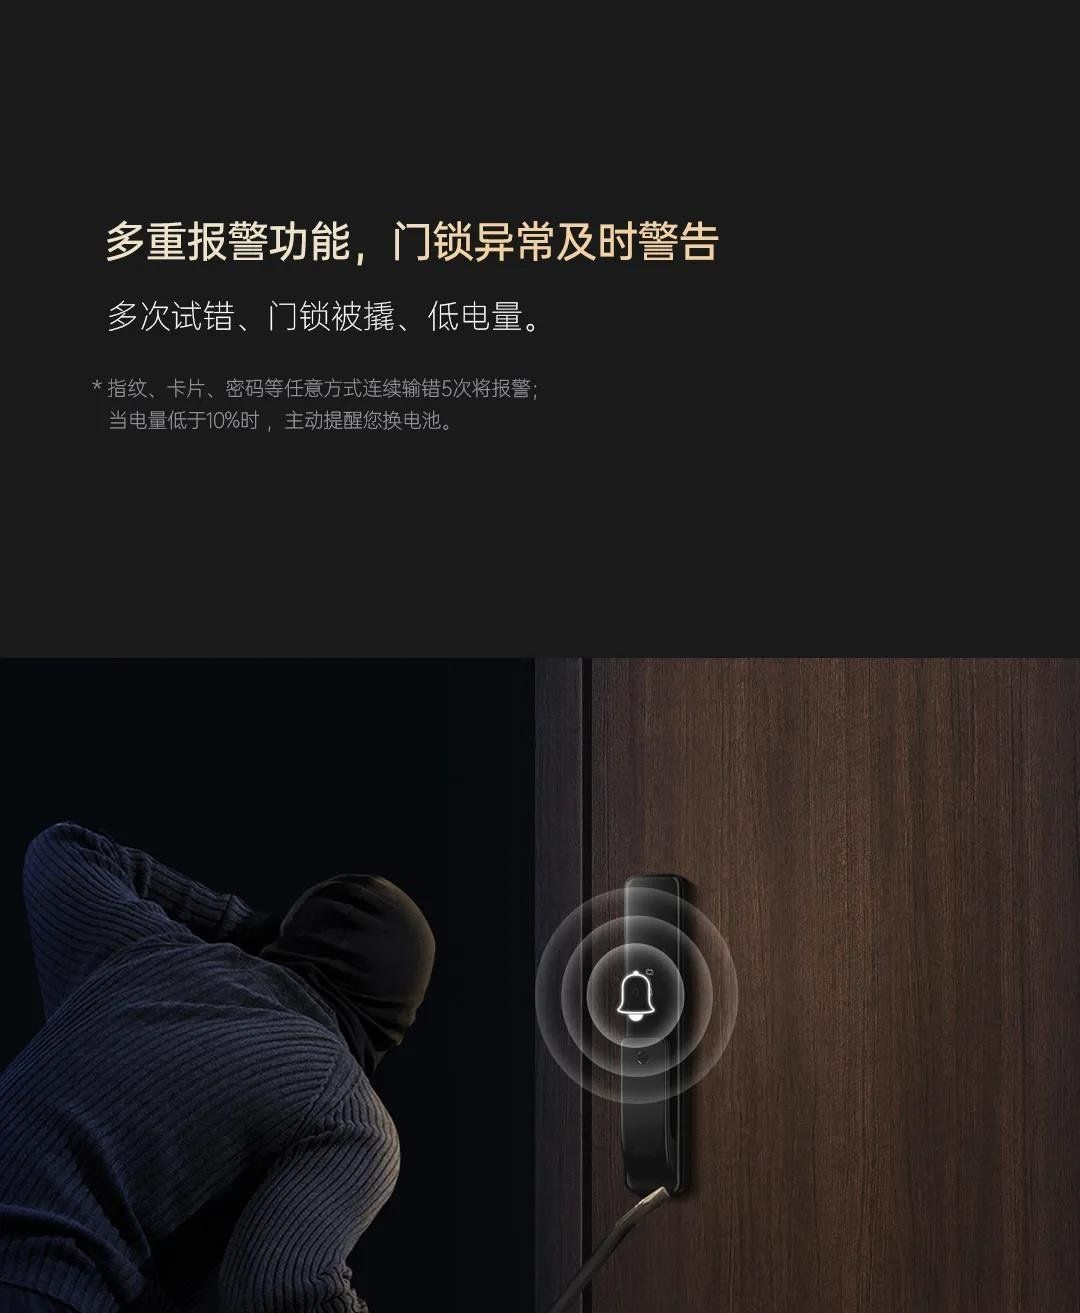 多重报警功能，门锁异常及时警告
多次试错、门锁被撬、低电量。
* 指纹、卡片、密码等任意方式连续输错5次将报警；
当电量低于10%时，主动提醒您换电池。